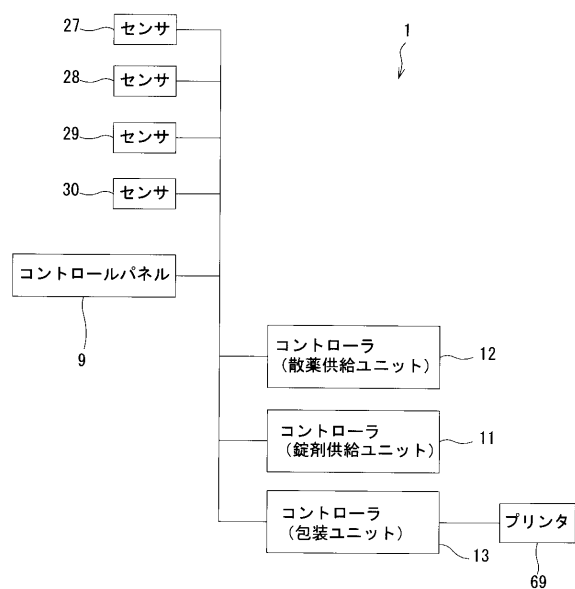 1
27 センサ
28 センサ
29 センサ
30 センサ
コントロールパネル
9
コントローラ
(散薬供給ユニット)
12
コントローラ
(錠剤供給ユニット)
11
コントローラ
(包装ユニット)
13
プリンタ
69